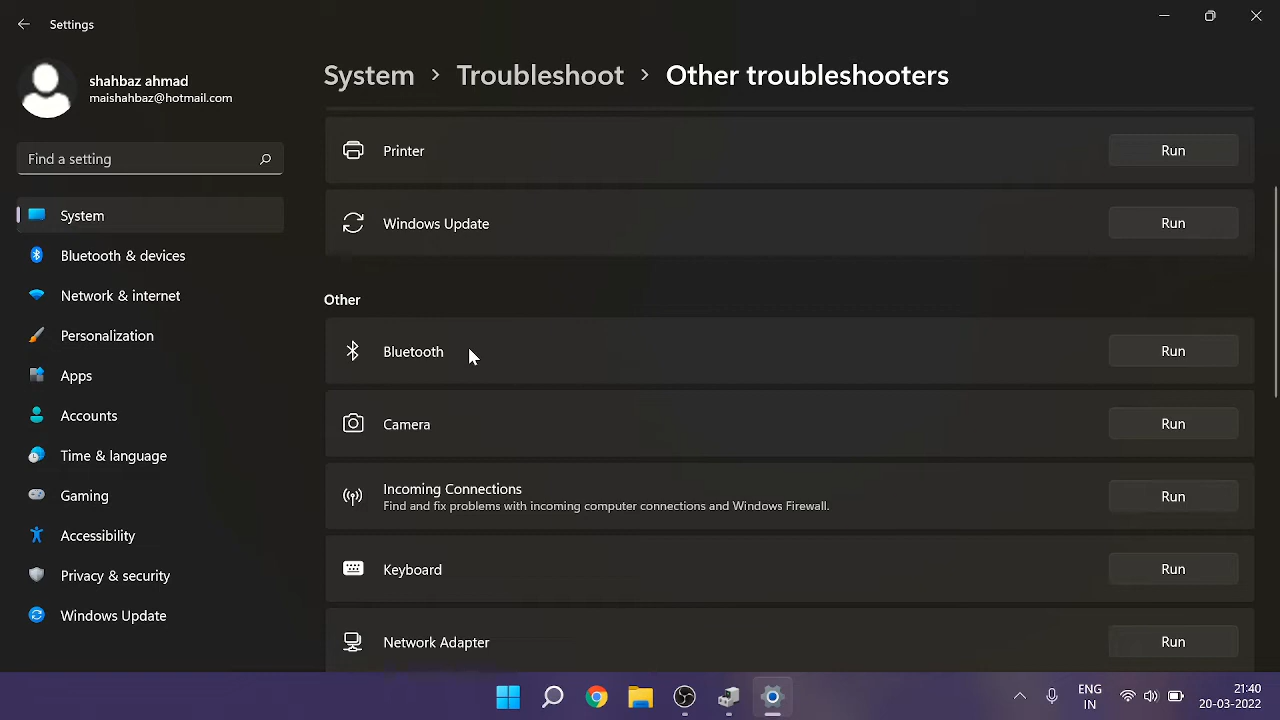 Settings
shahbaz ahmad
maishahbaz@hotmail.com
Find a setting
System
Bluetooth & devices
Network & internet
Personalization
Apps
Accounts
Time & language
Gaming
Accessibility
Privacy & security
Windows Update
System > Troubleshoot > Other troubleshooters
Printer Run
Windows Update Run
Other
Bluetooth Run
Camera Run
Incoming Connections Run
Find and fix problems with incoming computer connections and Windows Firewall.
Keyboard Run
Network Adapter Run
ENG 21:40
IN 20-03-2022